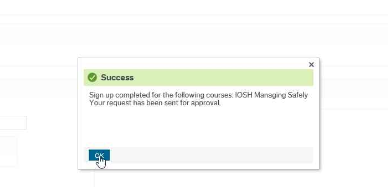 Success
Sign up completed for the following courses: IOSH Managing Safely
Your request has been sent for approval.
OK